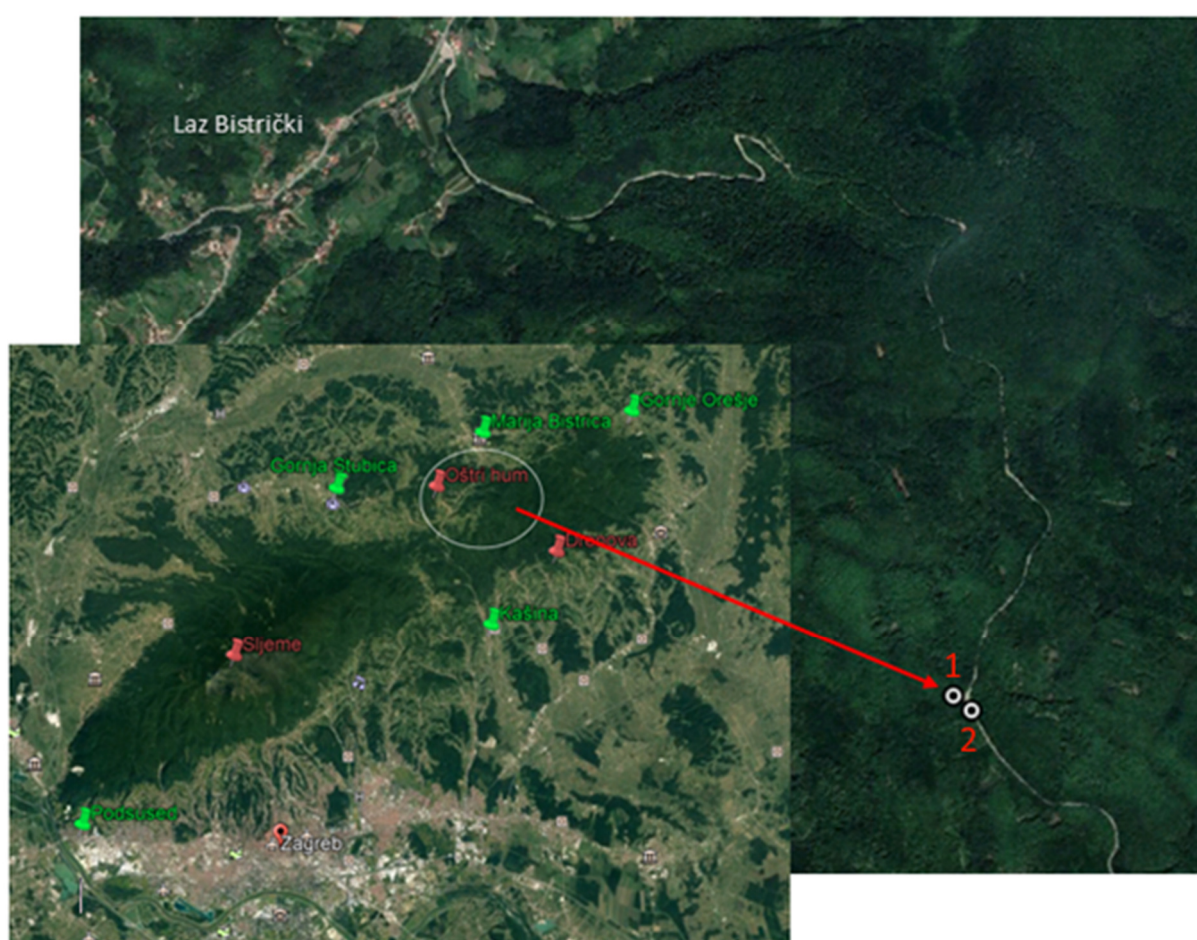 Laz Bistrički
Gornje Orešje
Marija Bistrica
Gornja Stubica
Oštri hum
Drenova
Kašina
Sljeme
1
2
Podsused
Zagreb